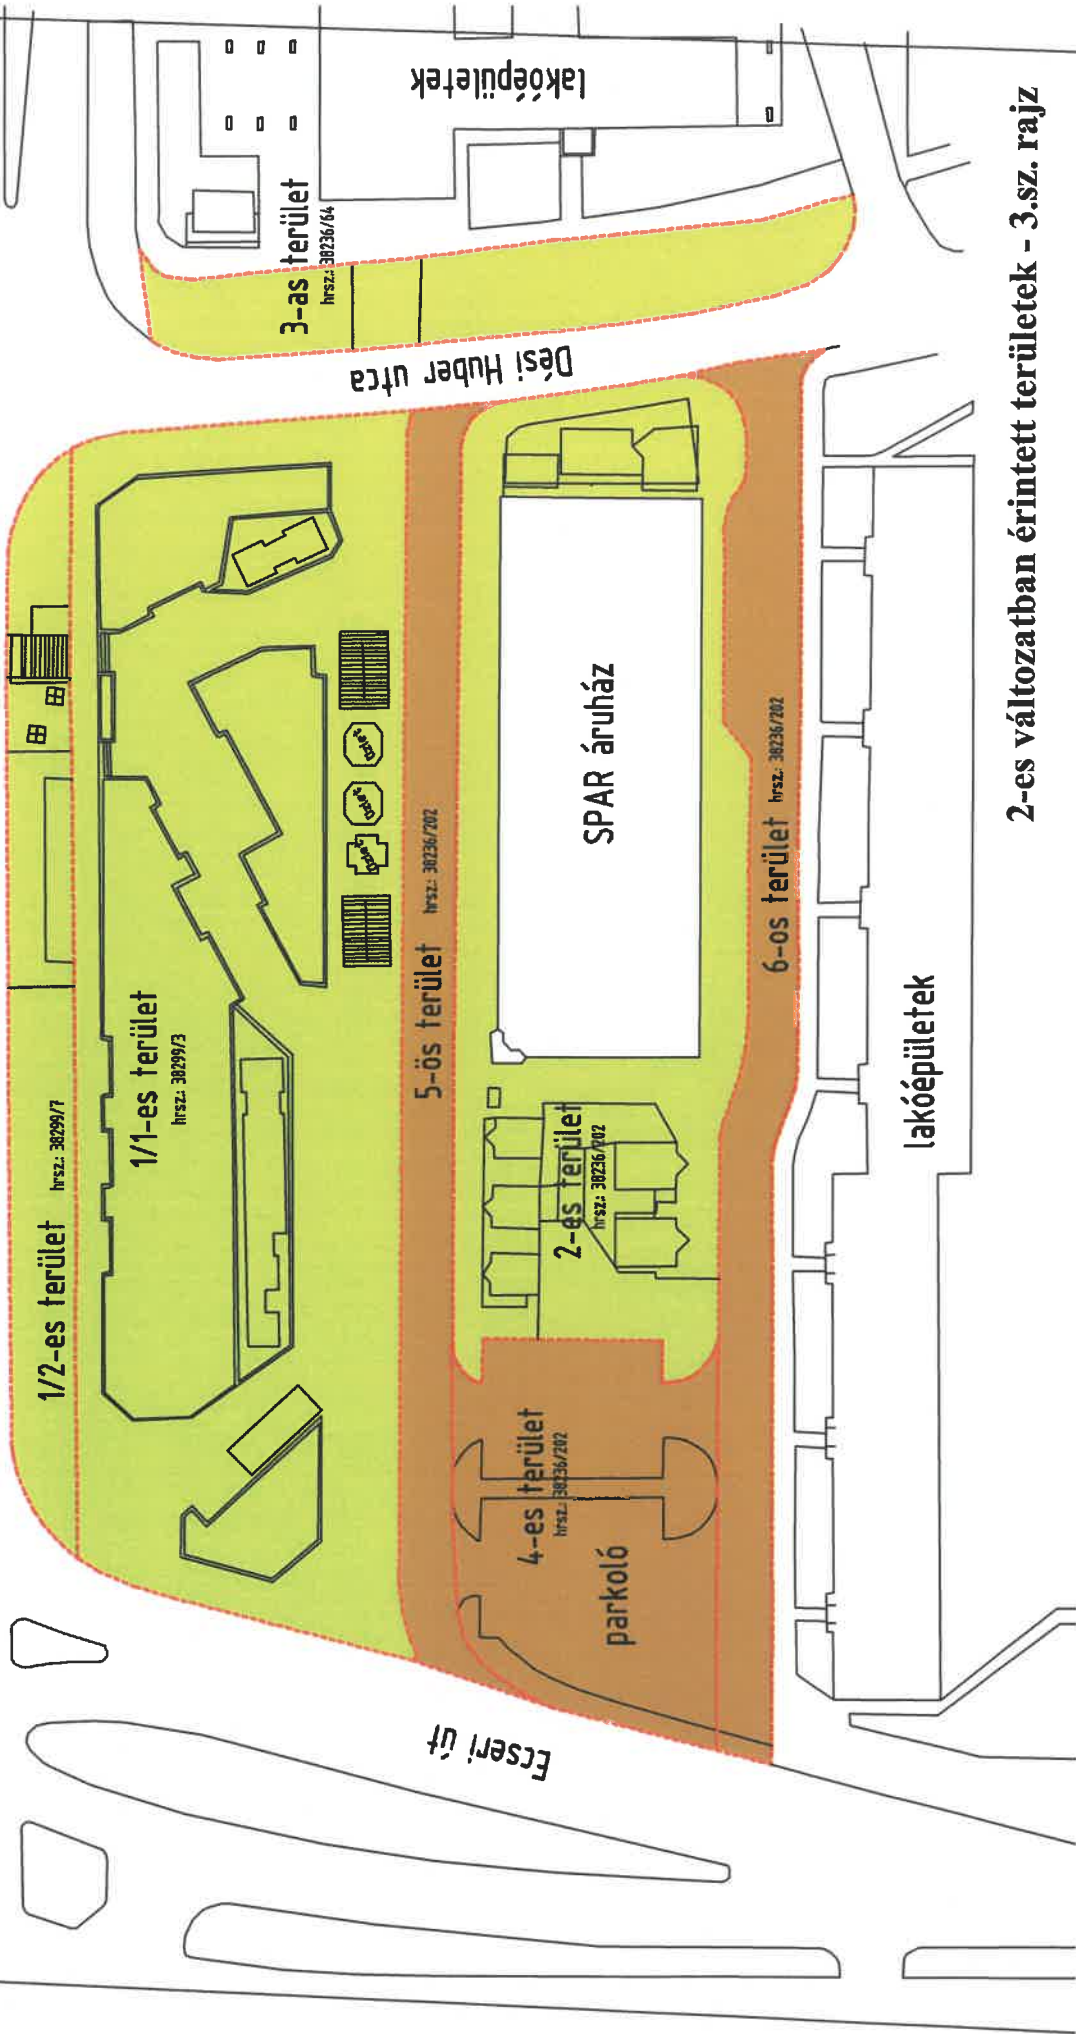 1/2-es terület hrsz.: 38299/7
1/1-es terület
hrsz.: 38299/3
üzlet
üzlet
üzlet
3-as terület
hrsz.: 38236/64
lakóépületek
Dési Huber utca
5-ös terület hrsz.: 38236/202
SPAR áruház
2-es terület
hrsz.: 38236/202
4-es terület
hrsz.: 38236/202
parkoló
6-os terület hrsz.: 38236/202
Ecseri út
lakóépületek
2-es változatban érintett területek - 3.sz. rajz